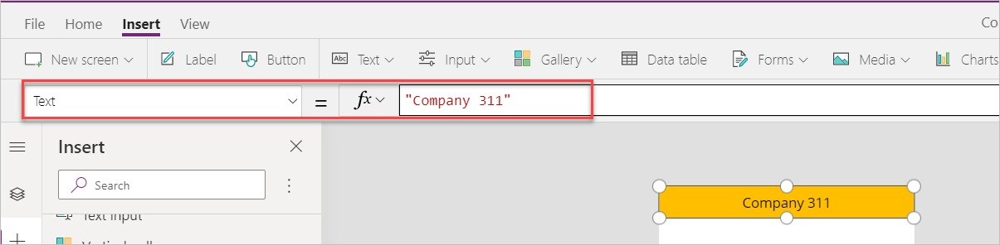 File Home Insert View Co
New screen Label Button Abc Text Input Gallery Data table Forms Media Charts
Text = fx "Company 311"
Insert
Search
Company 311
Text input